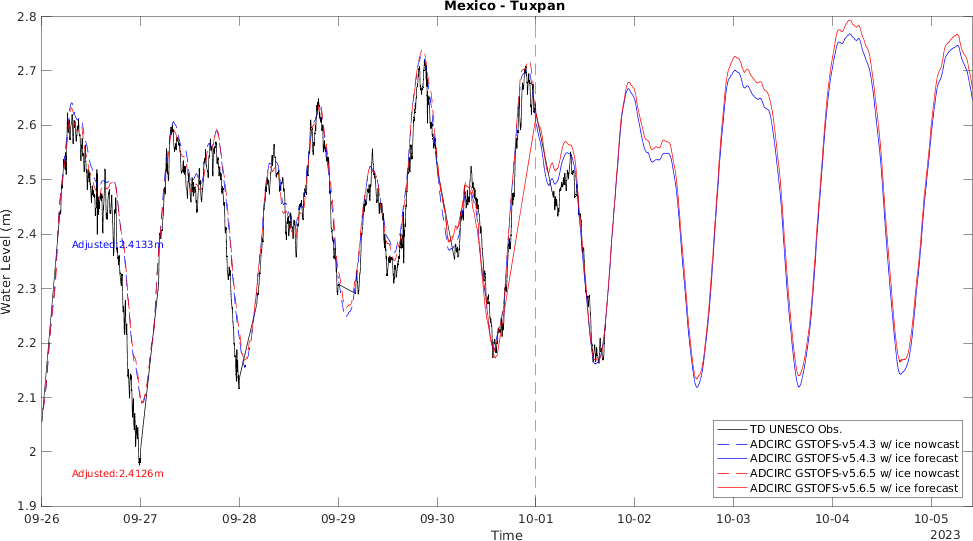 Mexico - Tuxpan
2.8
2.7
2.6
2.5
2.4
2.3
2.2
2.1
2
1.9
Water Level (m)
Adjusted:2.4133m
Adjusted:2.4126m
TD UNESCO Obs.
ADCIRC GSTOFS-v5.4.3 w/ ice nowcast
ADCIRC GSTOFS-v5.4.3 w/ ice forecast
ADCIRC GSTOFS-v5.6.5 w/ ice nowcast
ADCIRC GSTOFS-v5.6.5 w/ ice forecast
09-26 09-27 09-28 09-29 09-30 10-01 10-02 10-03 10-04 10-05
Time
2023